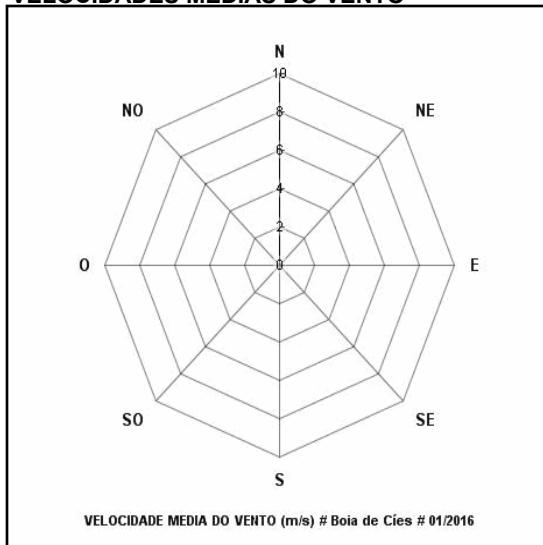 VELOCIDADES MEDIAS DO VENTO
N
10
NO
NE
8
6
4
2
O
0
E
SO
SE
S
VELOCIDADE MEDIA DO VENTO (m/s) # Boia de Cíes # 01/2016